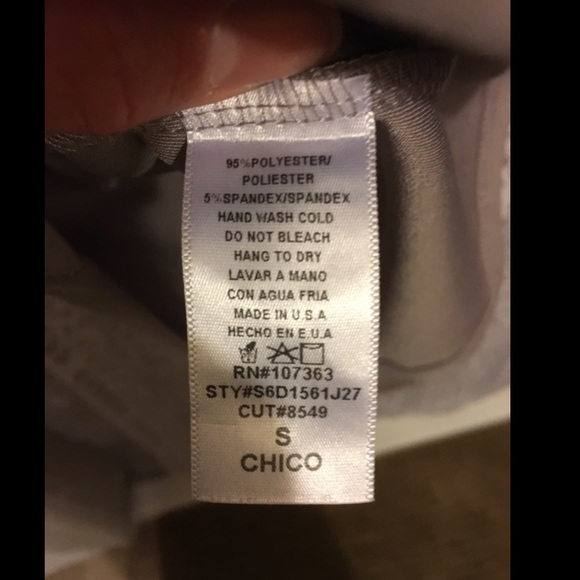 95%POLYESTER/
POLIESTER
5%SPANDEX/SPANDEX
HAND WASH COLD
DO NOT BLEACH
HANG TO DRY
LAVAR A MANO
CON AGUA FRIA
MADE IN U.S.A
HECHO EN E.U.A
RN#107363
STY#S6D1561J27
CUT#8549
S
CHICO